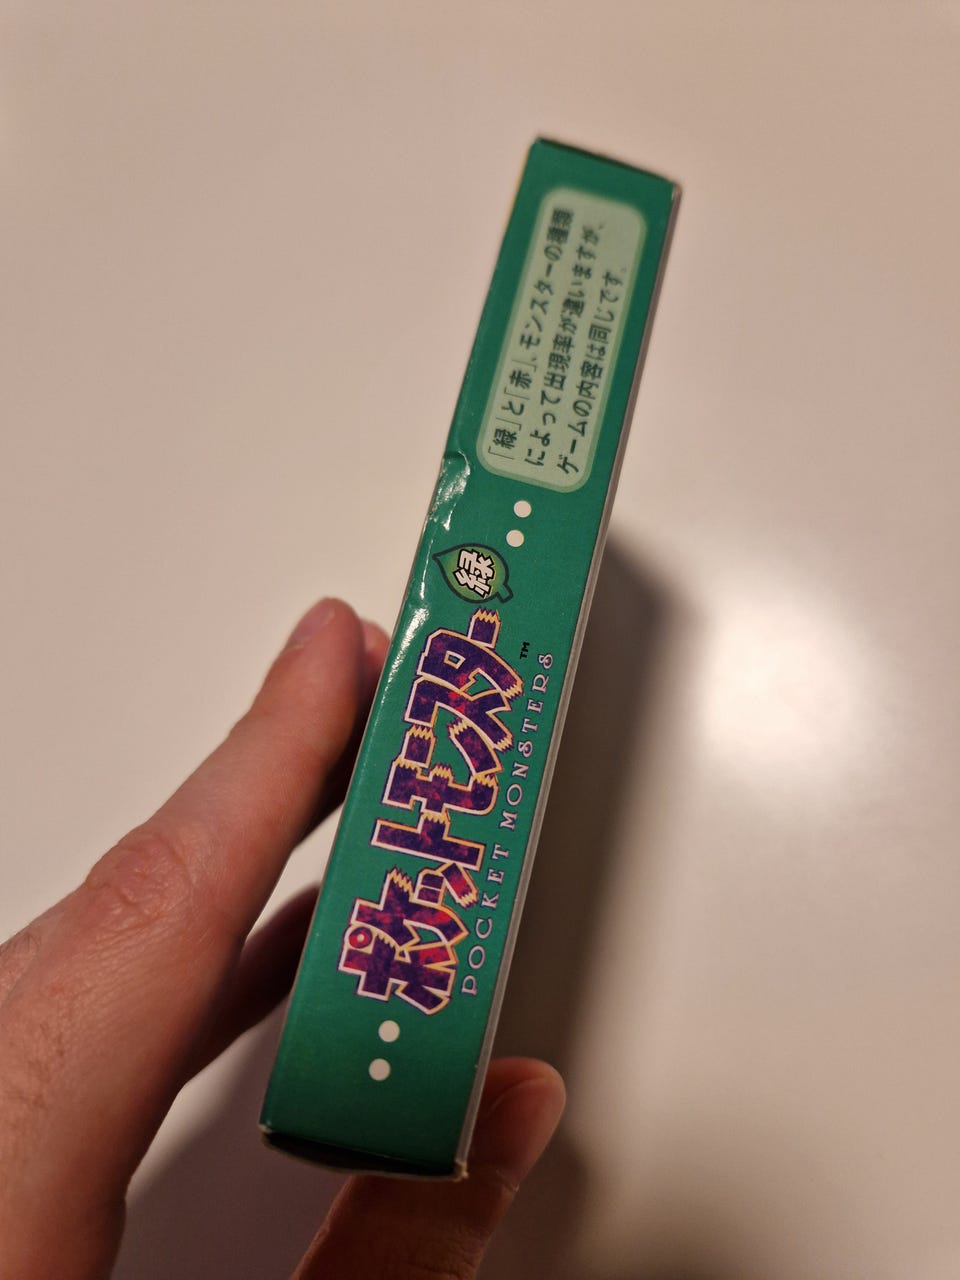 ポケットモンスター 緑
TM
POCKET MONSTERS
「緑」と「赤」、モンスターの種類
によって出現率が違いますが、
ゲームの内容は同じです。